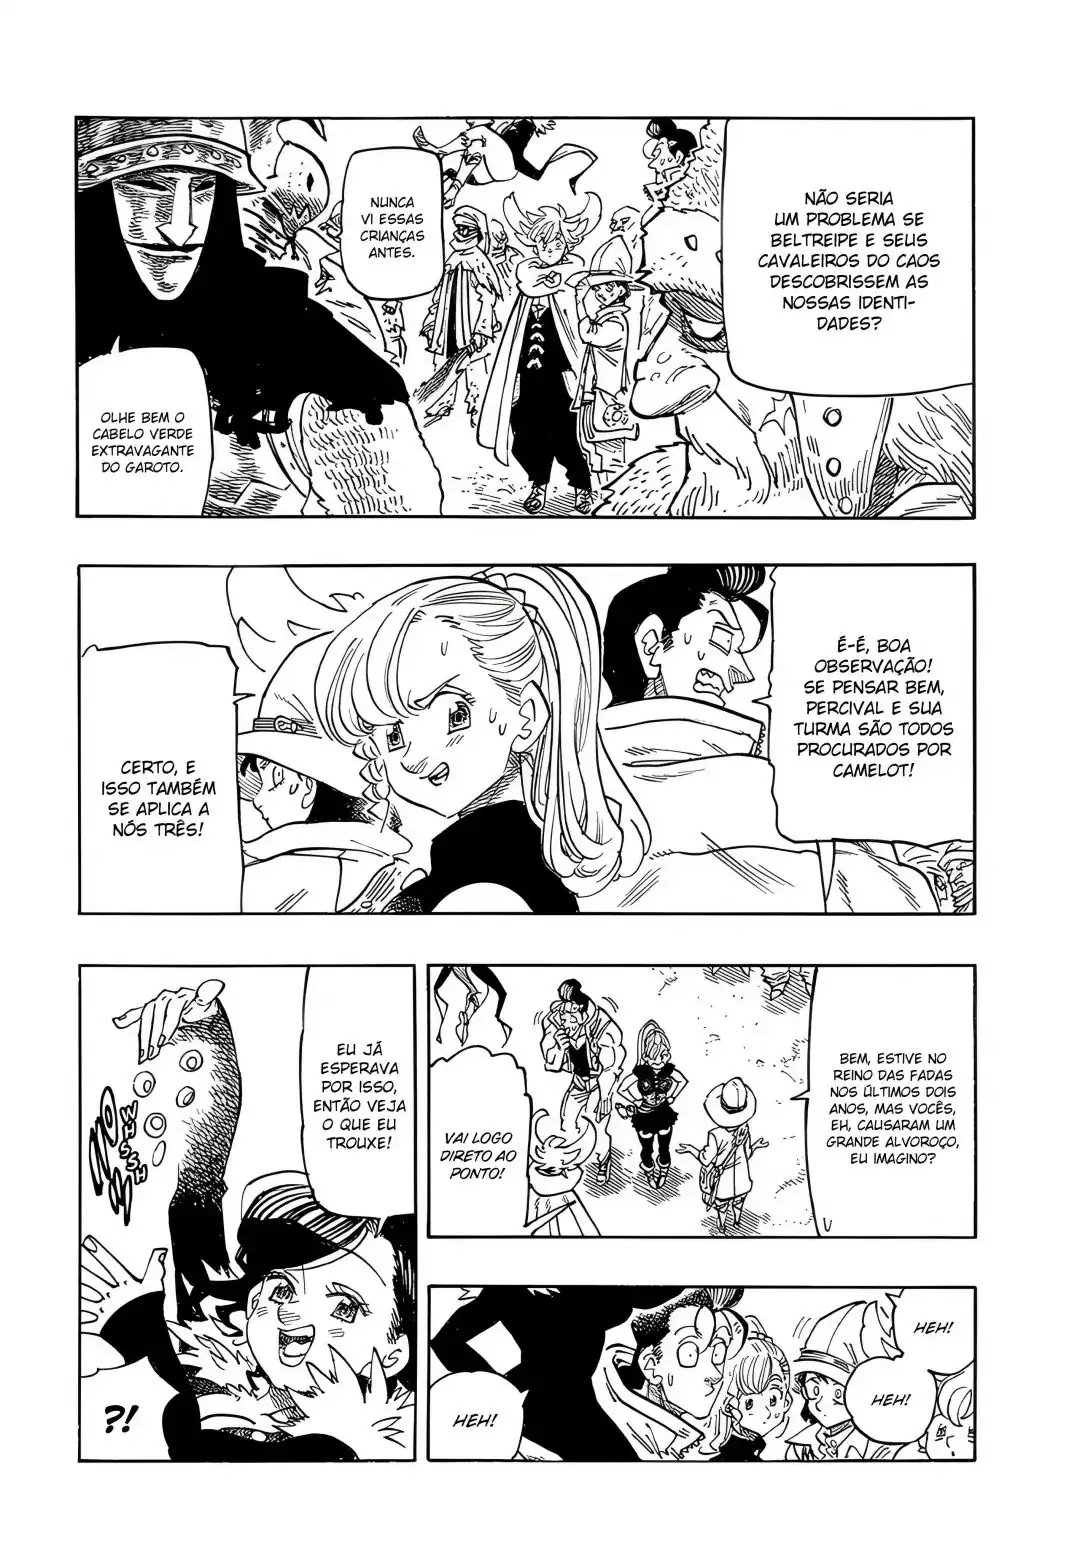 NÃO SERIA
UM PROBLEMA SE
BELTREIPE E SEUS
CAVALEIROS DO CAOS
DESCOBRISSEM AS
NOSSAS IDENTI-
DADES?
NUNCA
VI ESSAS
CRIANÇAS
ANTES.
OLHE BEM O
CABELO VERDE
EXTRAVAGANTE
DO GAROTO.
É-É, BOA
OBSERVAÇÃO!
SE PENSAR BEM,
PERCIVAL E SUA
TURMA SÃO TODOS
PROCURADOS POR
CAMELOT!
CERTO, E
ISSO TAMBÉM
SE APLICA A
NÓS TRÊS!
BEM, ESTIVE NO
REINO DAS FADAS
NOS ÚLTIMOS DOIS
ANOS, MAS VOCÊS,
EH, CAUSARAM UM
GRANDE ALVOROÇO,
EU IMAGINO?
VAI LOGO
DIRETO AO
PONTO!
HEH!
HEH!
HEH!
EU JÁ
ESPERAVA
POR ISSO,
ENTÃO VEJA
O QUE EU
TROUXE!
?!